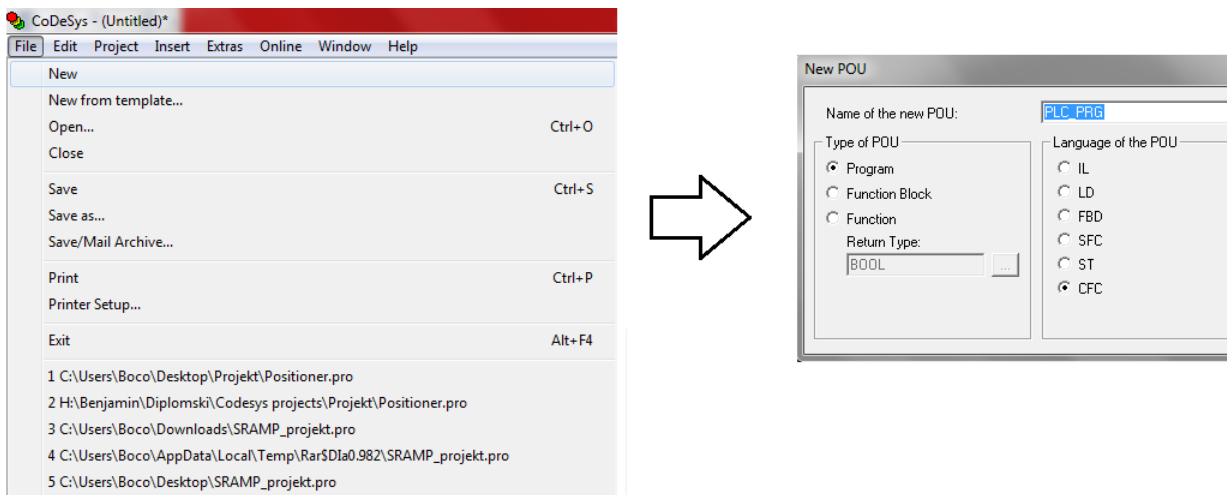 CoDeSys - (Untitled)*
File Edit Project Insert Extras Online Window Help
New
New from template...
Open... Ctrl+O
Close
Save Ctrl+S
Save as...
Save/Mail Archive...
Print Ctrl+P
Printer Setup...
Exit Alt+F4
1 C:\Users\Boco\Desktop\Projekt\Positioner.pro
2 H:\Benjamin\Diplomski\Codesys projects\Projekt\Positioner.pro
3 C:\Users\Boco\Downloads\SRAMP_projekt.pro
4 C:\Users\Boco\AppData\Local\Temp\Rar$DIa0.982\SRAMP_projekt.pro
5 C:\Users\Boco\Desktop\SRAMP_projekt.pro
New POU
Name of the new POU: PLC_PRG
Type of POU
Program
Function Block
Function
Return Type:
BOOL ...
Language of the POU
IL
LD
FBD
SFC
ST
CFC